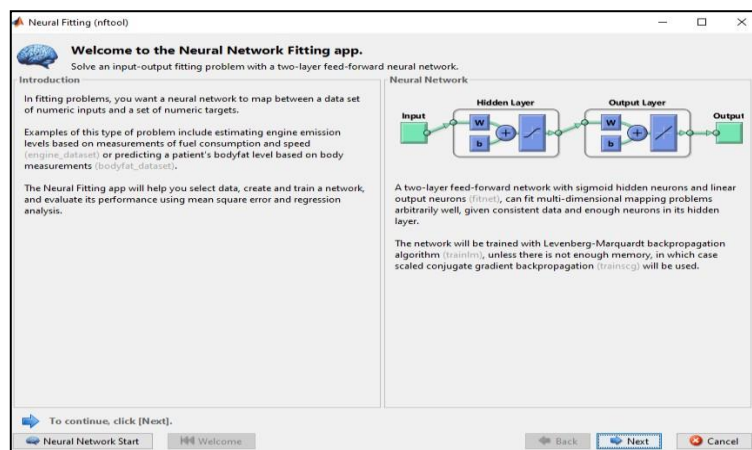 Neural Fitting (nftool)
Welcome to the Neural Network Fitting app.
Solve an input-output fitting problem with a two-layer feed-forward neural network.
Introduction
In fitting problems, you want a neural network to map between a data set
of numeric inputs and a set of numeric targets.
Examples of this type of problem include estimating engine emission
levels based on measurements of fuel consumption and speed
(engine_dataset) or predicting a patient's bodyfat level based on body
measurements (bodyfat_dataset).
The Neural Fitting app will help you select data, create and train a network,
and evaluate its performance using mean square error and regression
analysis.
Neural Network
Hidden Layer
Output Layer
Input
Output
W
b
+
W
b
+
A two-layer feed-forward network with sigmoid hidden neurons and linear
output neurons (fitnet), can fit multi-dimensional mapping problems
arbitrarily well, given consistent data and enough neurons in its hidden
layer.
The network will be trained with Levenberg-Marquardt backpropagation
algorithm (trainlm), unless there is not enough memory, in which case
scaled conjugate gradient backpropagation (trainscg) will be used.
To continue, click [Next].
Neural Network Start
Welcome
Back
Next
Cancel